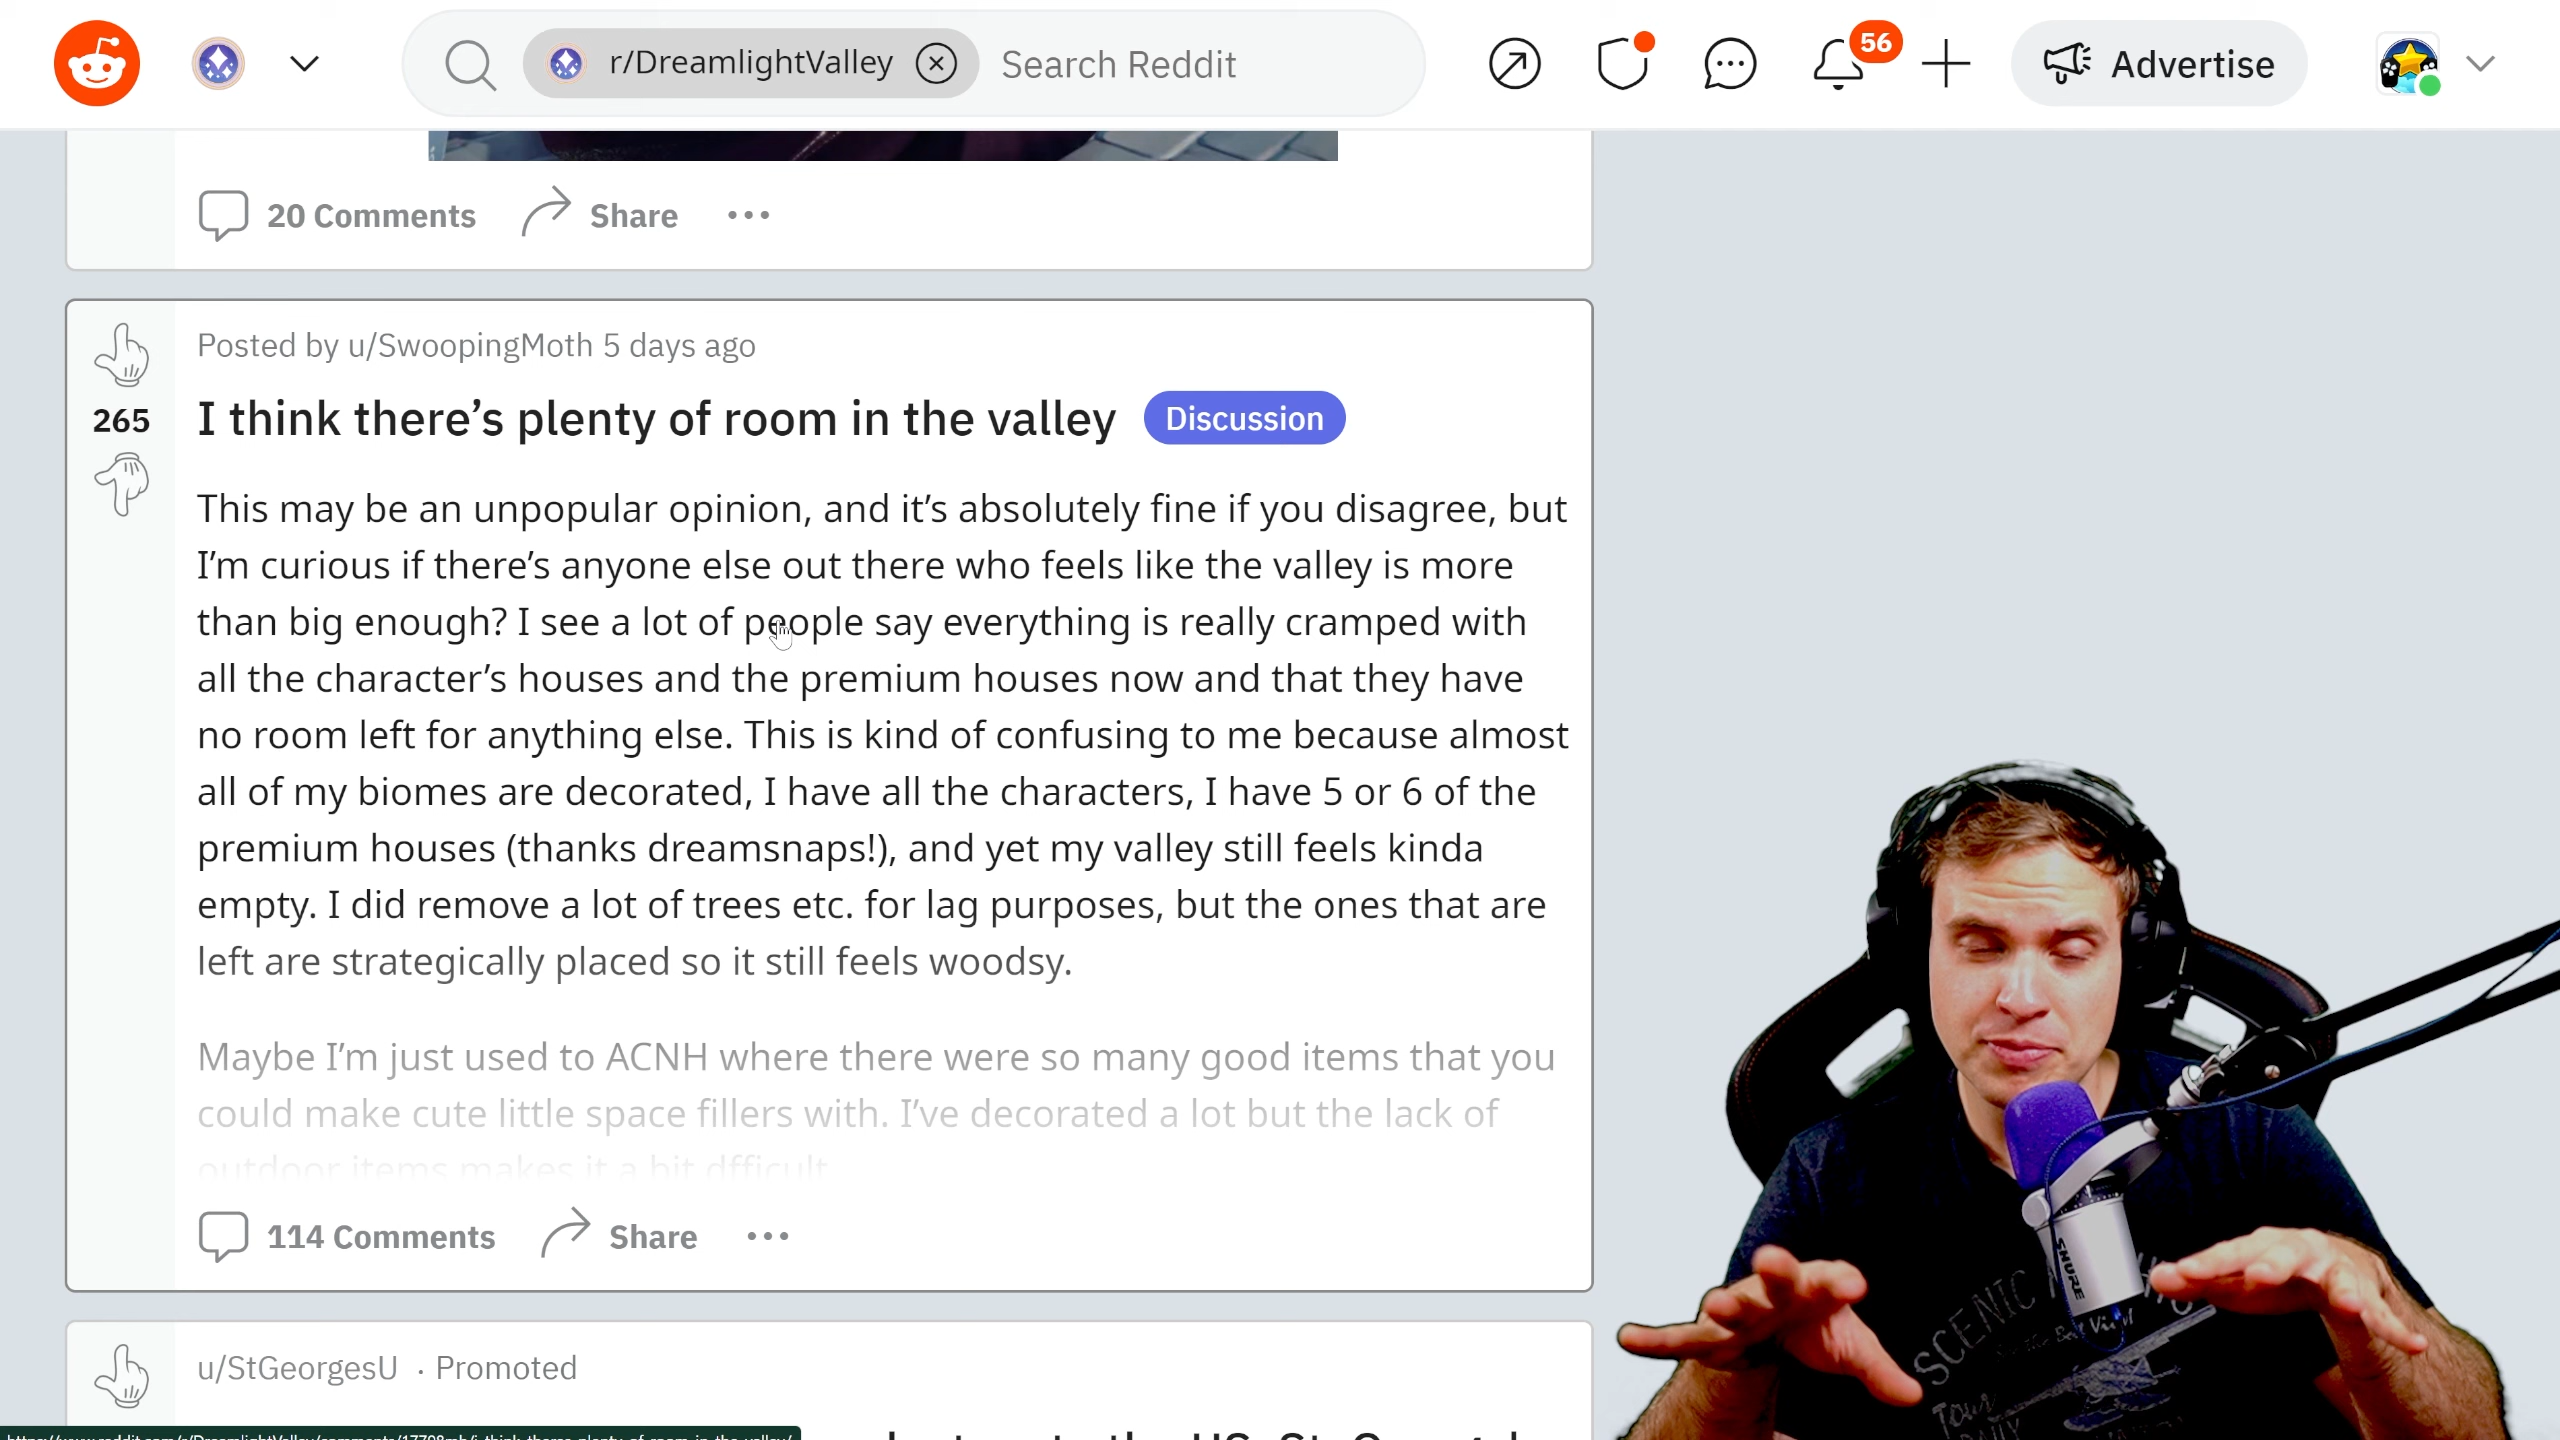 r/DreamlightValley Search Reddit 56 Advertise
20 Comments Share
Posted by u/SwoopingMoth 5 days ago
265 I think there’s plenty of room in the valley Discussion
This may be an unpopular opinion, and it’s absolutely fine if you disagree, but
I’m curious if there’s anyone else out there who feels like the valley is more
than big enough? I see a lot of people say everything is really cramped with
all the character’s houses and the premium houses now and that they have
no room left for anything else. This is kind of confusing to me because almost
all of my biomes are decorated, I have all the characters, I have 5 or 6 of the
premium houses (thanks dreamsnaps!), and yet my valley still feels kinda
empty. I did remove a lot of trees etc. for lag purposes, but the ones that are
left are strategically placed so it still feels woodsy.
Maybe I’m just used to ACNH where there were so many good items that you
could make cute little space fillers with. I’ve decorated a lot but the lack of
outdoor items makes it a bit dfficult
114 Comments Share
u/StGeorgesU · Promoted
SHURE
SCENIC
Tour